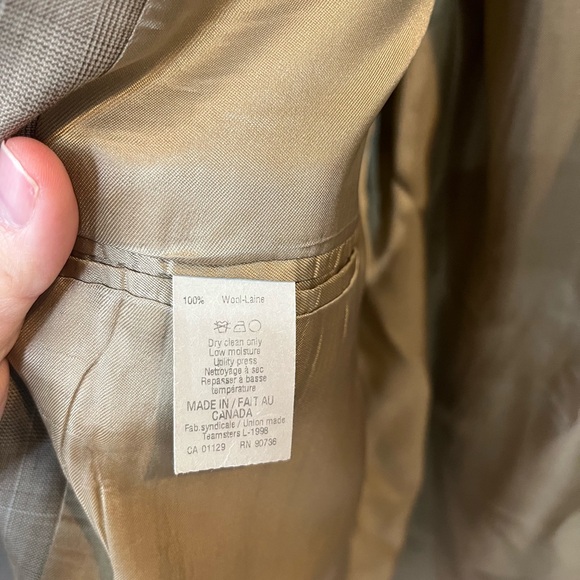 100% Wool-Laine
Dry clean only
Low moisture
Utility press
Nettoyage à sec
Repasser à basse
température
MADE IN / FAIT AU
CANADA
Fab.syndicale / Union made
Teamsters L-1998
CA 01129 RN 90736